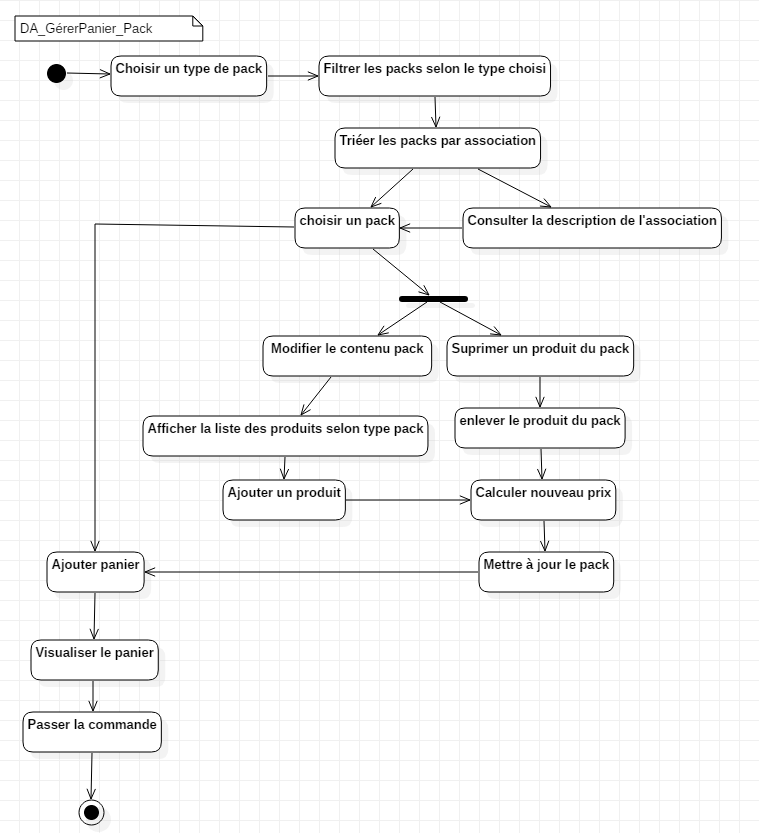 DA_GérerPanier_Pack
Choisir un type de pack
Filtrer les packs selon le type choisi
Triéer les packs par association
choisir un pack
Consulter la description de l'association
Modifier le contenu pack
Suprimer un produit du pack
Afficher la liste des produits selon type pack
enlever le produit du pack
Ajouter un produit
Calculer nouveau prix
Ajouter panier
Mettre à jour le pack
Visualiser le panier
Passer la commande